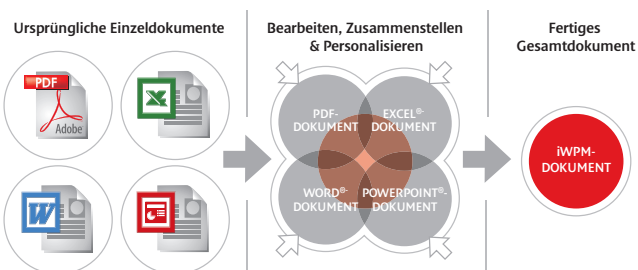 Ursprüngliche Einzeldokumente
PDF
Adobe
W
Bearbeiten, Zusammenstellen
& Personalisieren
PDF-
DOKUMENT
EXCEL®-
DOKUMENT
WORD®-
DOKUMENT
POWERPOINT®-
DOKUMENT
Fertiges
Gesamtdokument
iWPM-
DOKUMENT